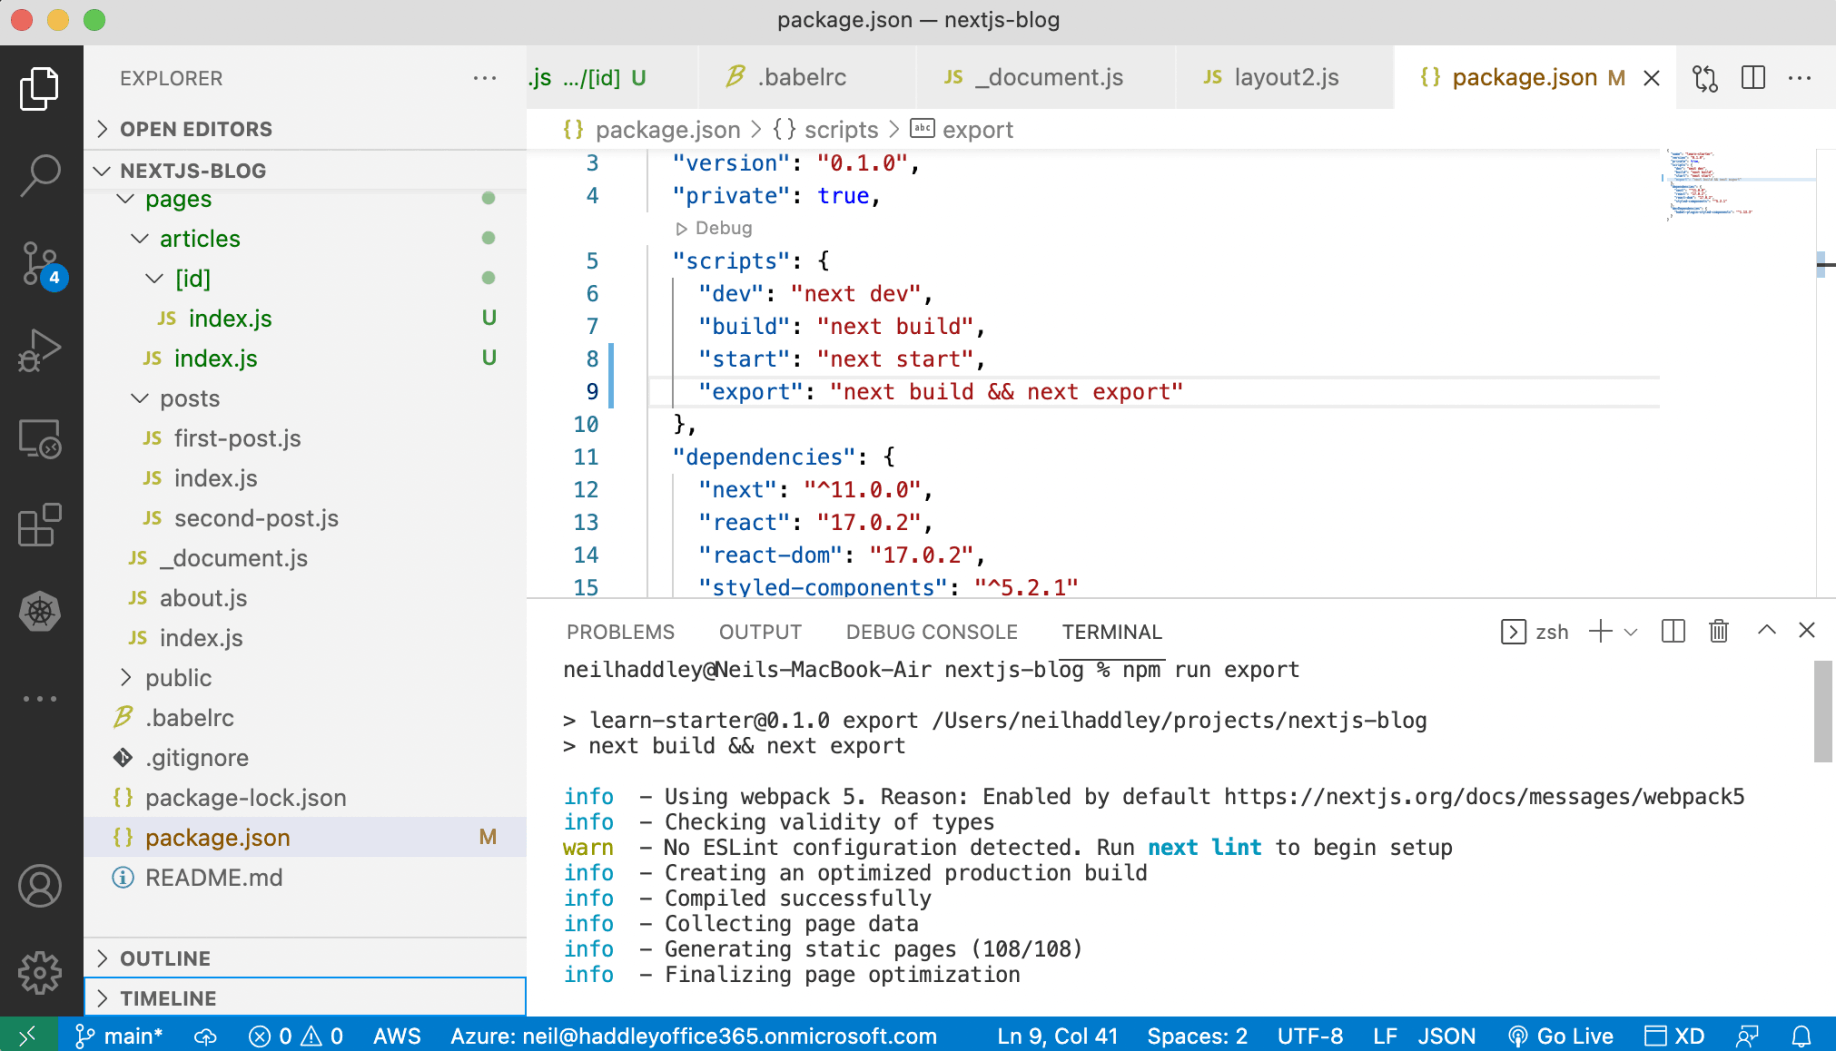 package.json — nextjs-blog
EXPLORER
.js .../[id] U
.babelrc
JS _document.js
JS layout2.js
{} package.json M
OPEN EDITORS
{} package.json > {} scripts > abc export
NEXTJS-BLOG
pages
articles
[id]
JS index.js U
JS index.js U
posts
JS first-post.js
JS index.js
JS second-post.js
JS _document.js
JS about.js
JS index.js
public
.babelrc
.gitignore
{} package-lock.json
{} package.json M
README.md
OUTLINE
TIMELINE
4
3 "version": "0.1.0",
4 "private": true,
Debug
5 "scripts": {
6 "dev": "next dev",
7 "build": "next build",
8 "start": "next start",
9 "export": "next build && next export"
10 },
11 "dependencies": {
12 "next": "^11.0.0",
13 "react": "17.0.2",
14 "react-dom": "17.0.2",
15 "styled-components": "^5.2.1"
PROBLEMS OUTPUT DEBUG CONSOLE TERMINAL
zsh
neilhaddley@Neils-MacBook-Air nextjs-blog % npm run export
> learn-starter@0.1.0 export /Users/neilhaddley/projects/nextjs-blog
> next build && next export
info - Using webpack 5. Reason: Enabled by default https://nextjs.org/docs/messages/webpack5
info - Checking validity of types
warn - No ESLint configuration detected. Run next lint to begin setup
info - Creating an optimized production build
info - Compiled successfully
info - Collecting page data
info - Generating static pages (108/108)
info - Finalizing page optimization
main* 0 0 AWS Azure: neil@haddleyoffice365.onmicrosoft.com Ln 9, Col 41 Spaces: 2 UTF-8 LF JSON Go Live XD